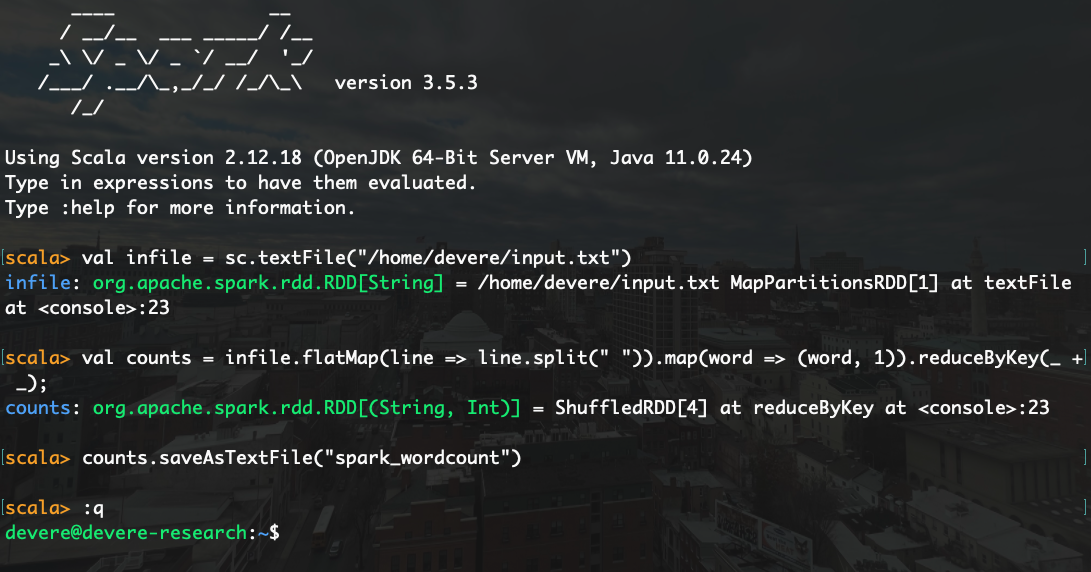 ____              __
     / __/__  ___ _____/ /__
    _\ \/ _ \/ _ `/ __/  '_/
   /___/ .__/\_,_/_/ /_/\_\   version 3.5.3
      /_/
Using Scala version 2.12.18 (OpenJDK 64-Bit Server VM, Java 11.0.24)
Type in expressions to have them evaluated.
Type :help for more information.
[scala> val infile = sc.textFile("/home/devere/input.txt") ]
infile: org.apache.spark.rdd.RDD[String] = /home/devere/input.txt MapPartitionsRDD[1] at textFile
at <console>:23
[scala> val counts = infile.flatMap(line => line.split(" ")).map(word => (word, 1)).reduceByKey(_ +]
 _);
counts: org.apache.spark.rdd.RDD[(String, Int)] = ShuffledRDD[4] at reduceByKey at <console>:23
[scala> counts.saveAsTextFile("spark_wordcount") ]
[scala> :q ]
devere@devere-research:~$